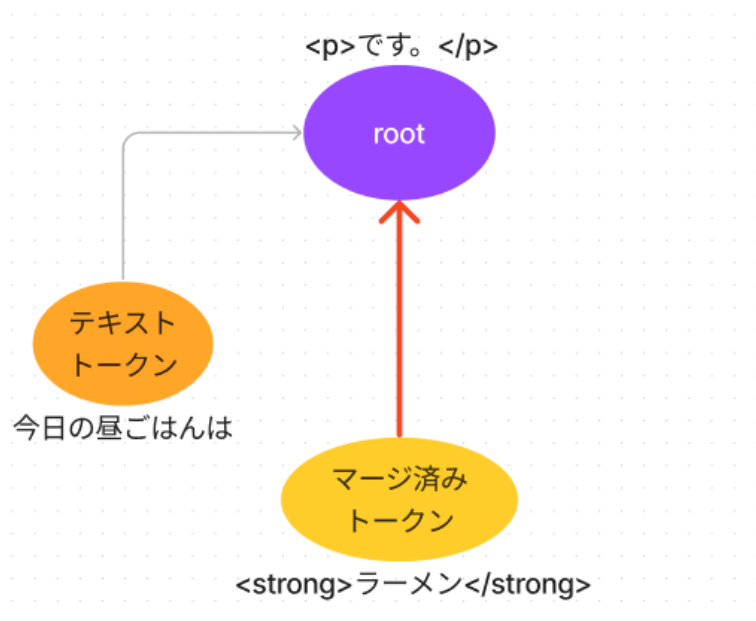 <p>です。</p>
root
テキスト
トークン
今日の昼ごはんは
マージ済み
トークン
<strong>ラーメン</strong>